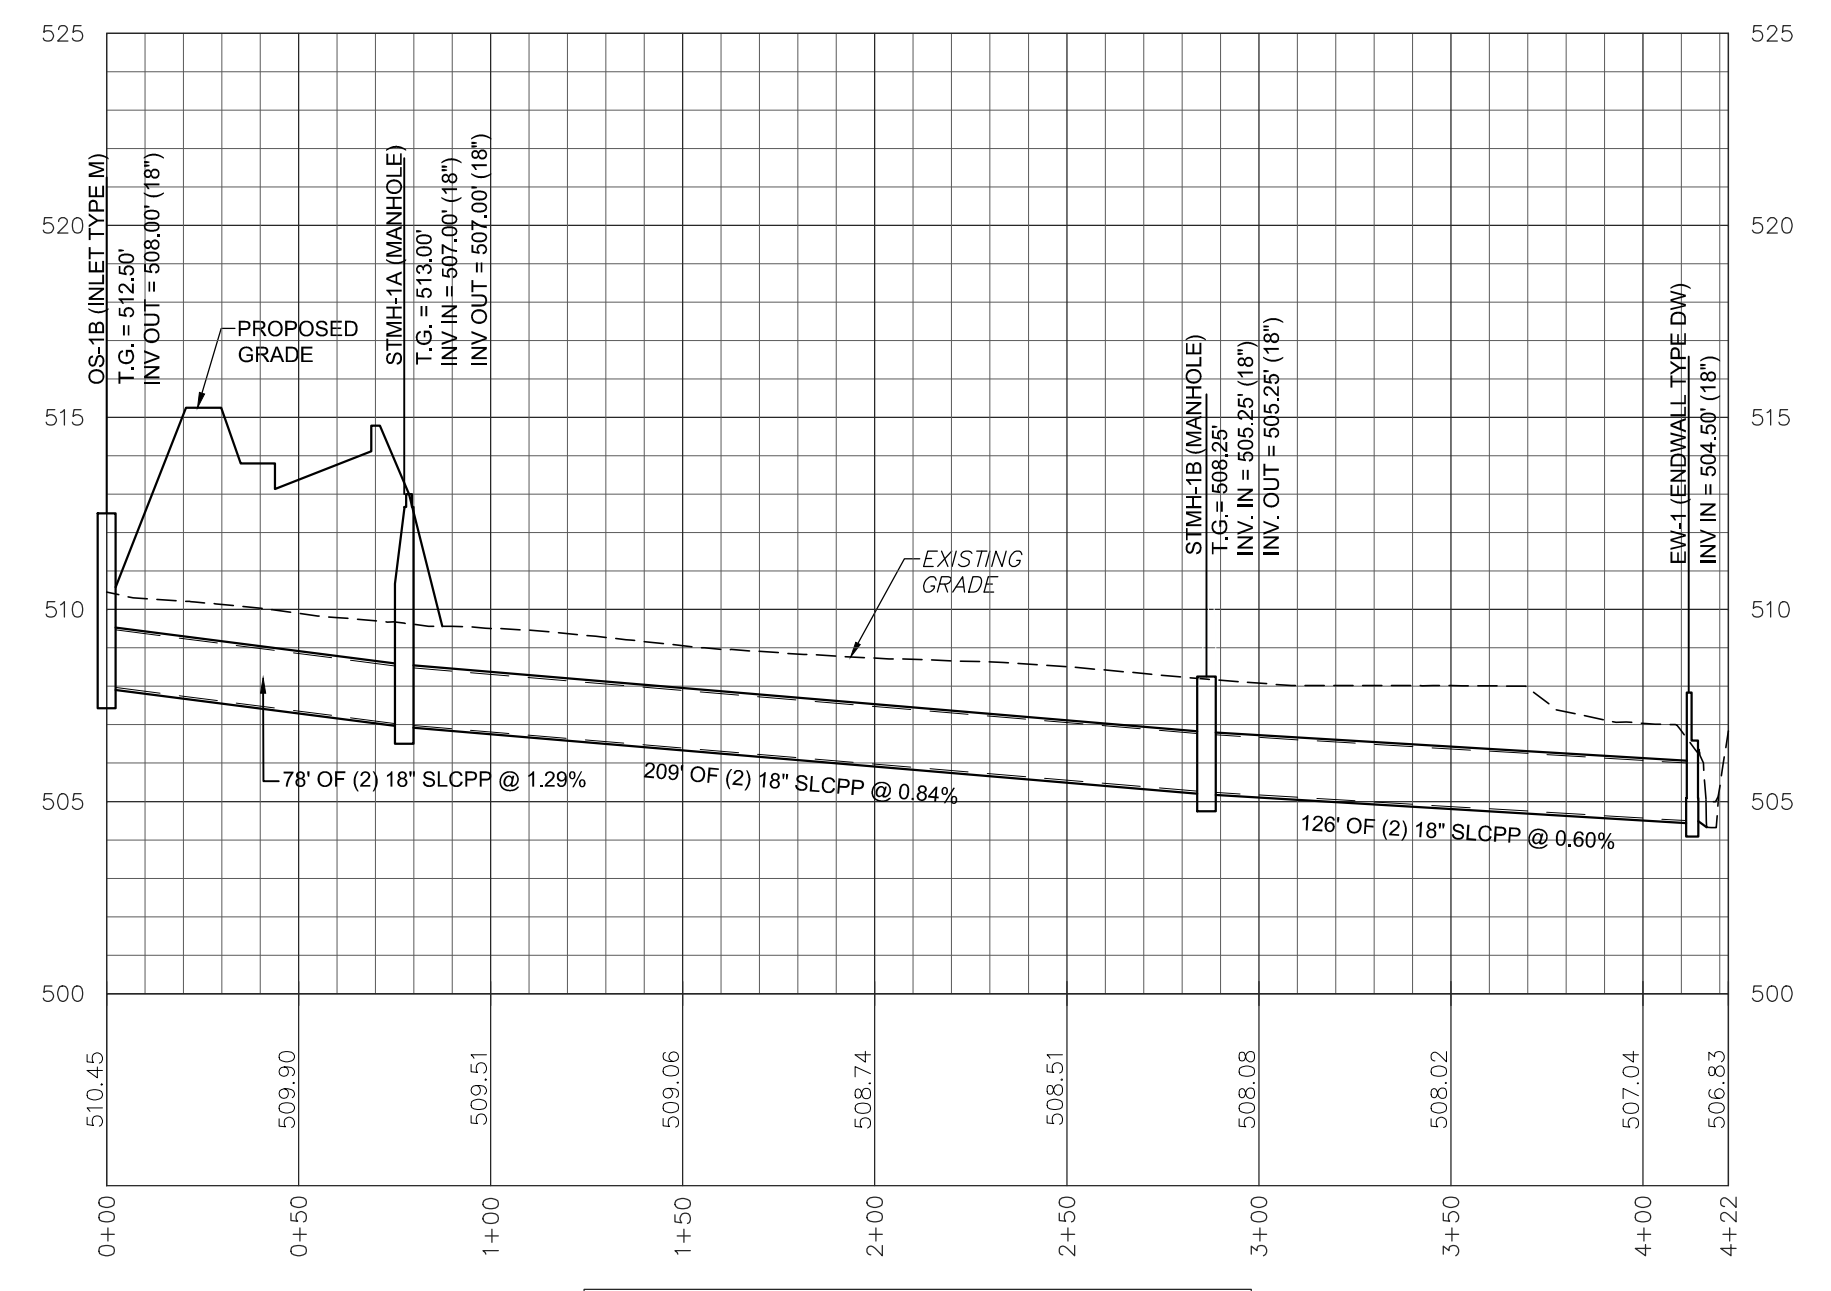 525
525
520
520
515
515
510
510
505
505
500
500
OS-1B (INLET TYPE M)
T.G. = 512.50'
INV OUT = 508.00' (18")
PROPOSED
GRADE
STMH-1A (MANHOLE)
T.G. = 513.00'
INV IN = 507.00' (18")
INV OUT = 507.00' (18")
EXISTING
GRADE
STMH-1B (MANHOLE)
T.G. = 508.25'
INV. IN = 505.25' (18")
INV. OUT = 505.25' (18")
EW-1 (ENDWALL TYPE DW)
INV IN = 504.50' (18")
78' OF (2) 18" SLCPP @ 1.29%
209' OF (2) 18" SLCPP @ 0.84%
126' OF (2) 18" SLCPP @ 0.60%
510.45
509.90
509.51
509.06
508.74
508.51
508.08
508.02
507.04
506.83
0+00
0+50
1+00
1+50
2+00
2+50
3+00
3+50
4+00
4+22